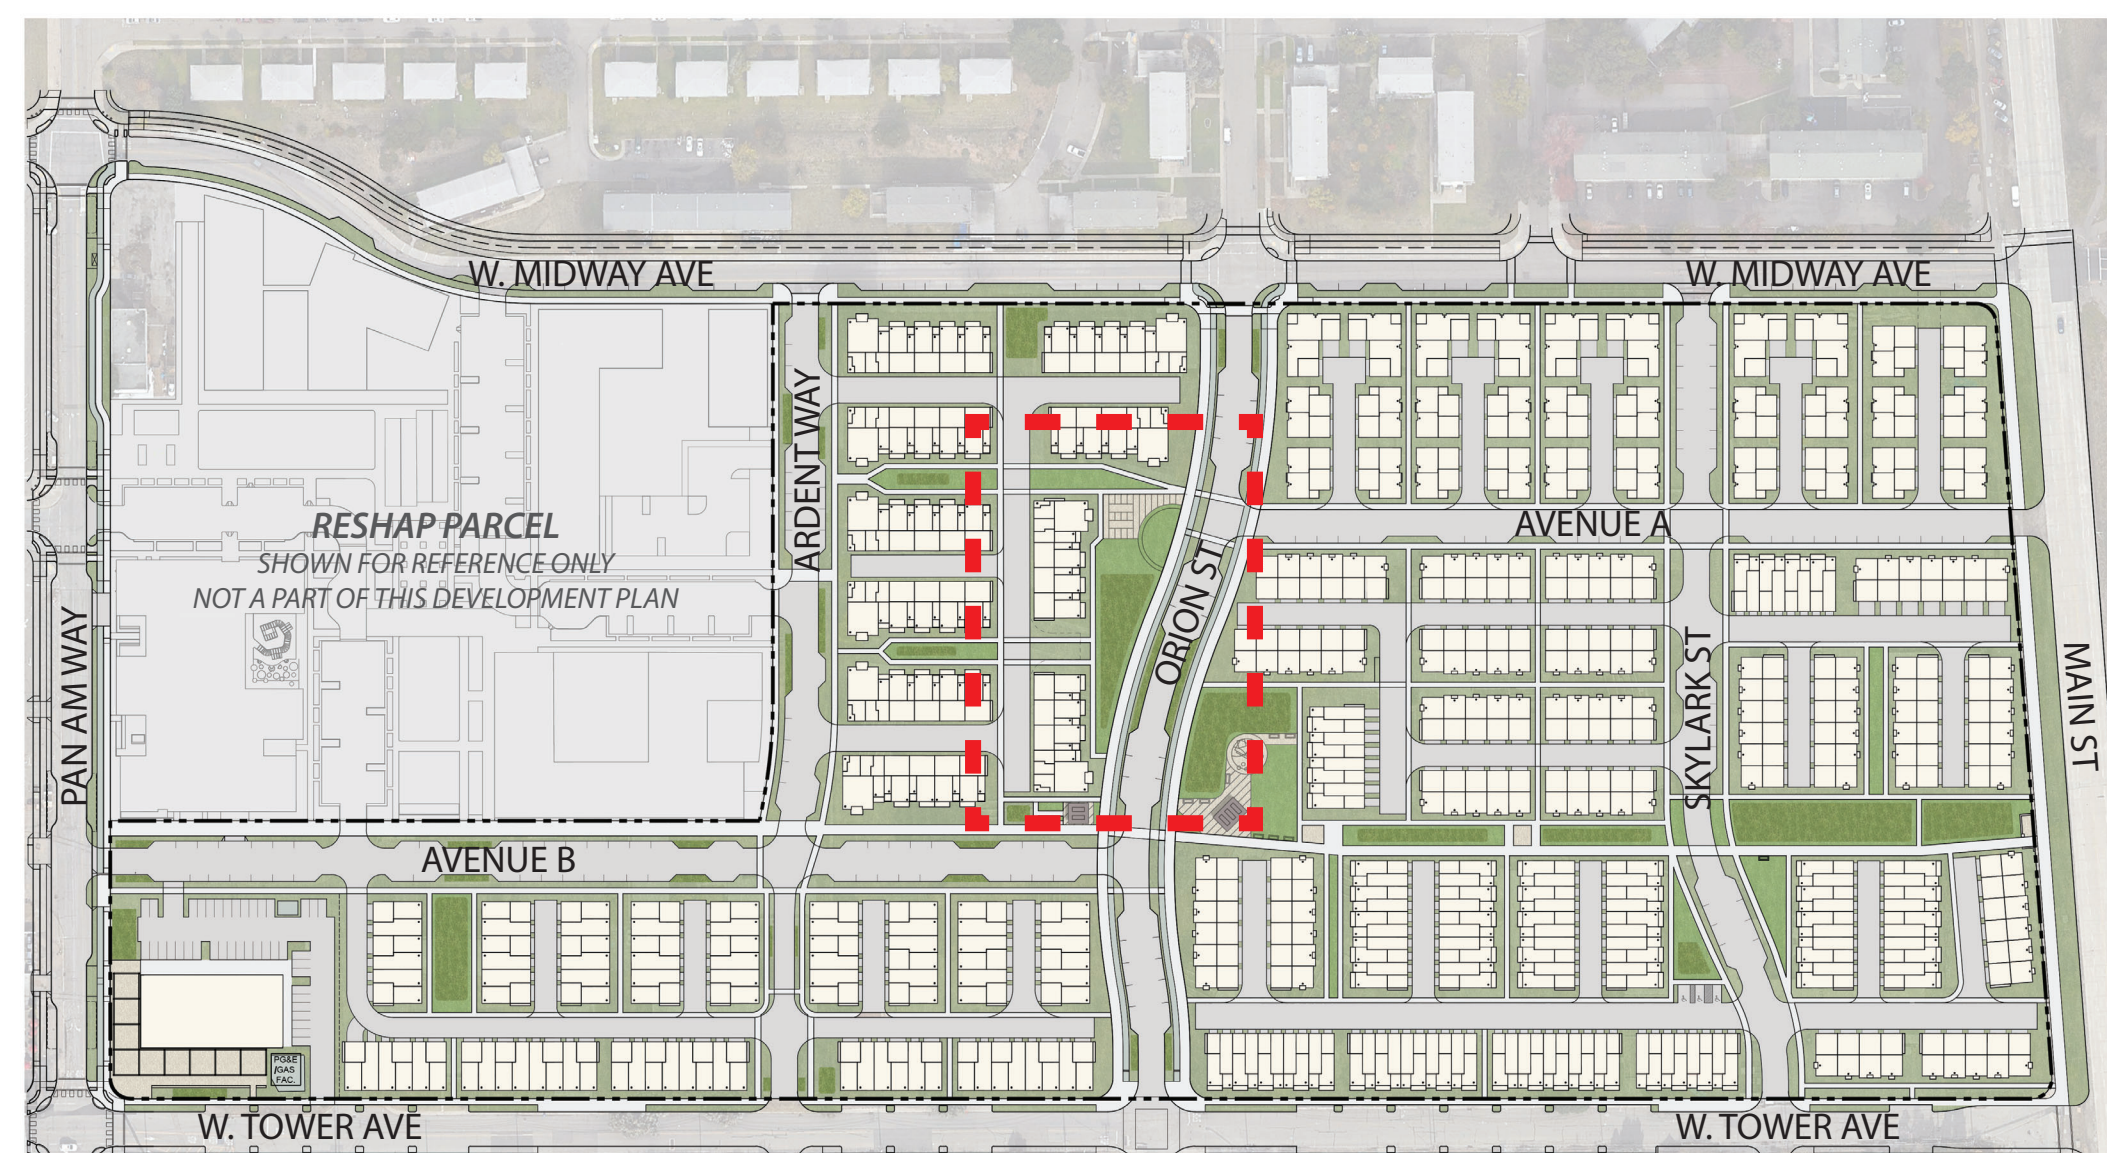 W. MIDWAY AVE
W. MIDWAY AVE
ARDENT WAY
RESHAP PARCEL
SHOWN FOR REFERENCE ONLY
NOT A PART OF THIS DEVELOPMENT PLAN
AVENUE A
ORION ST
PAN AM WAY
SKYLARK ST
MAIN ST
AVENUE B
PG&E
/GAS
FAC.
W. TOWER AVE
W. TOWER AVE